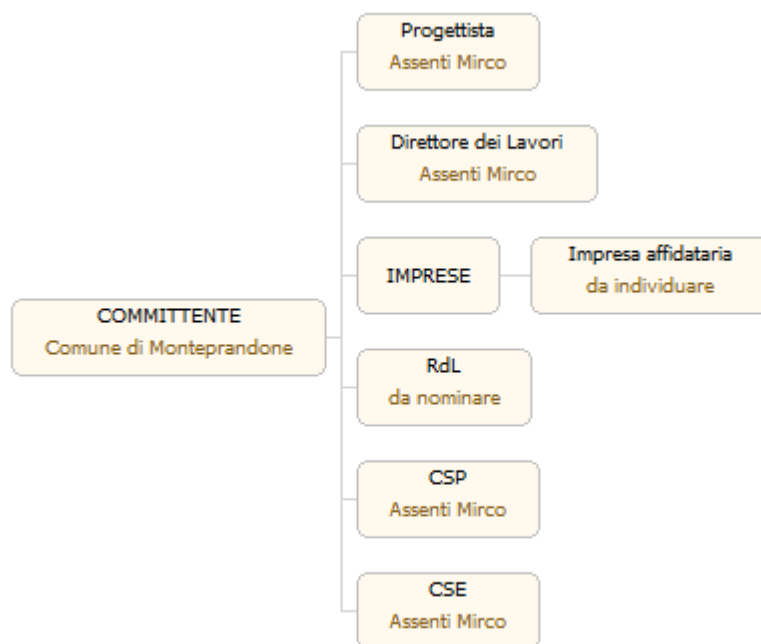 Progettista
Assenti Mirco
Direttore dei Lavori
Assenti Mirco
IMPRESE
Impresa affidataria
da individuare
COMMITTENTE
Comune di Monteprandone
RdL
da nominare
CSP
Assenti Mirco
CSE
Assenti Mirco